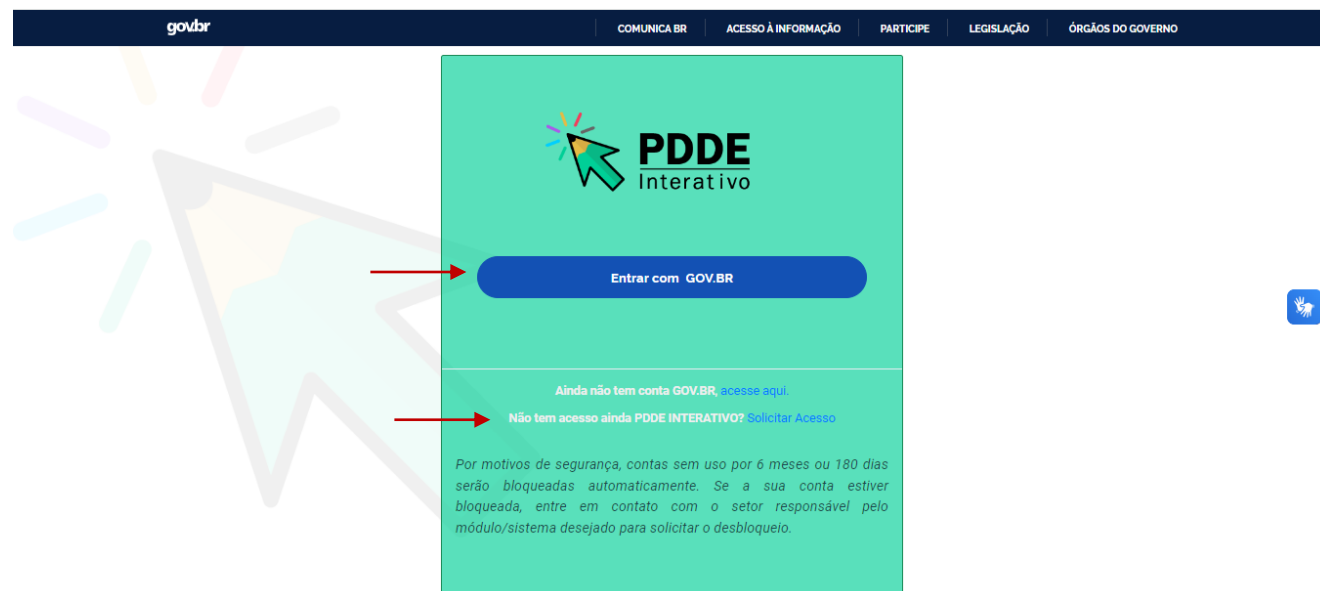 gov.br
COMUNICA BR ACESSO À INFORMAÇÃO PARTICIPE LEGISLAÇÃO ÓRGÃOS DO GOVERNO
PDDE
Interativo
Entrar com GOV.BR
Ainda não tem conta GOV.BR, acesse aqui.
Não tem acesso ainda PDDE INTERATIVO? Solicitar Acesso
Por motivos de segurança, contas sem uso por 6 meses ou 180 dias
serão bloqueadas automaticamente. Se a sua conta estiver
bloqueada, entre em contato com o setor responsável pelo
módulo/sistema desejado para solicitar o desbloqueio.